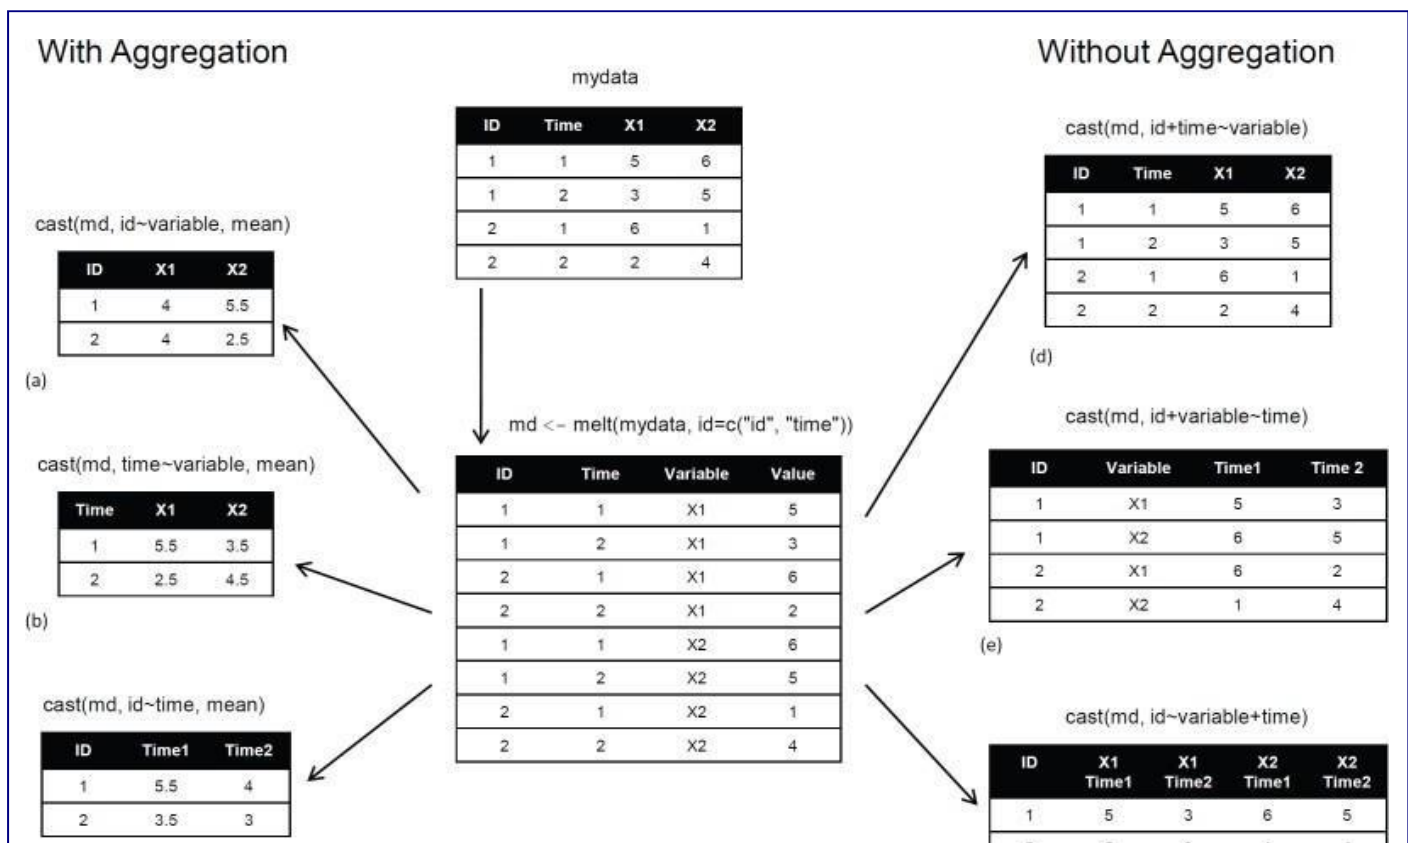 With Aggregation
Without Aggregation
mydata
ID Time X1 X2
1 1 5 6
1 2 3 5
2 1 6 1
2 2 2 4
cast(md, id~variable, mean)
ID X1 X2
1 4 5.5
2 4 2.5
(a)
cast(md, time~variable, mean)
Time X1 X2
1 5.5 3.5
2 2.5 4.5
(b)
cast(md, id~time, mean)
ID Time1 Time2
1 5.5 4
2 3.5 3
md <- melt(mydata, id=c("id", "time"))
ID Time Variable Value
1 1 X1 5
1 2 X1 3
2 1 X1 6
2 2 X1 2
1 1 X2 6
1 2 X2 5
2 1 X2 1
2 2 X2 4
cast(md, id+time~variable)
ID Time X1 X2
1 1 5 6
1 2 3 5
2 1 6 1
2 2 2 4
(d)
cast(md, id+variable~time)
ID Variable Time1 Time 2
1 X1 5 3
1 X2 6 5
2 X1 6 2
2 X2 1 4
(e)
cast(md, id~variable+time)
ID X1 X1 X2 X2
Time1 Time2 Time1 Time2
1 5 3 6 5